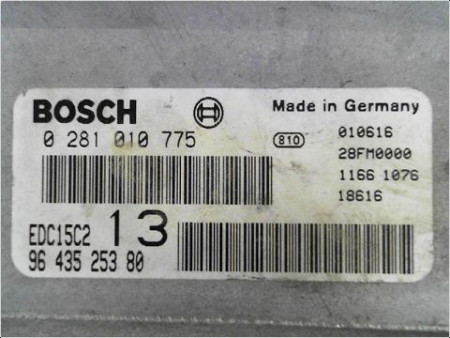 BOSCH
Made in Germany
0 281 010 775
810
010616
28FM0000
1166 1076
18616
EDC15C2 13
96 435 253 80